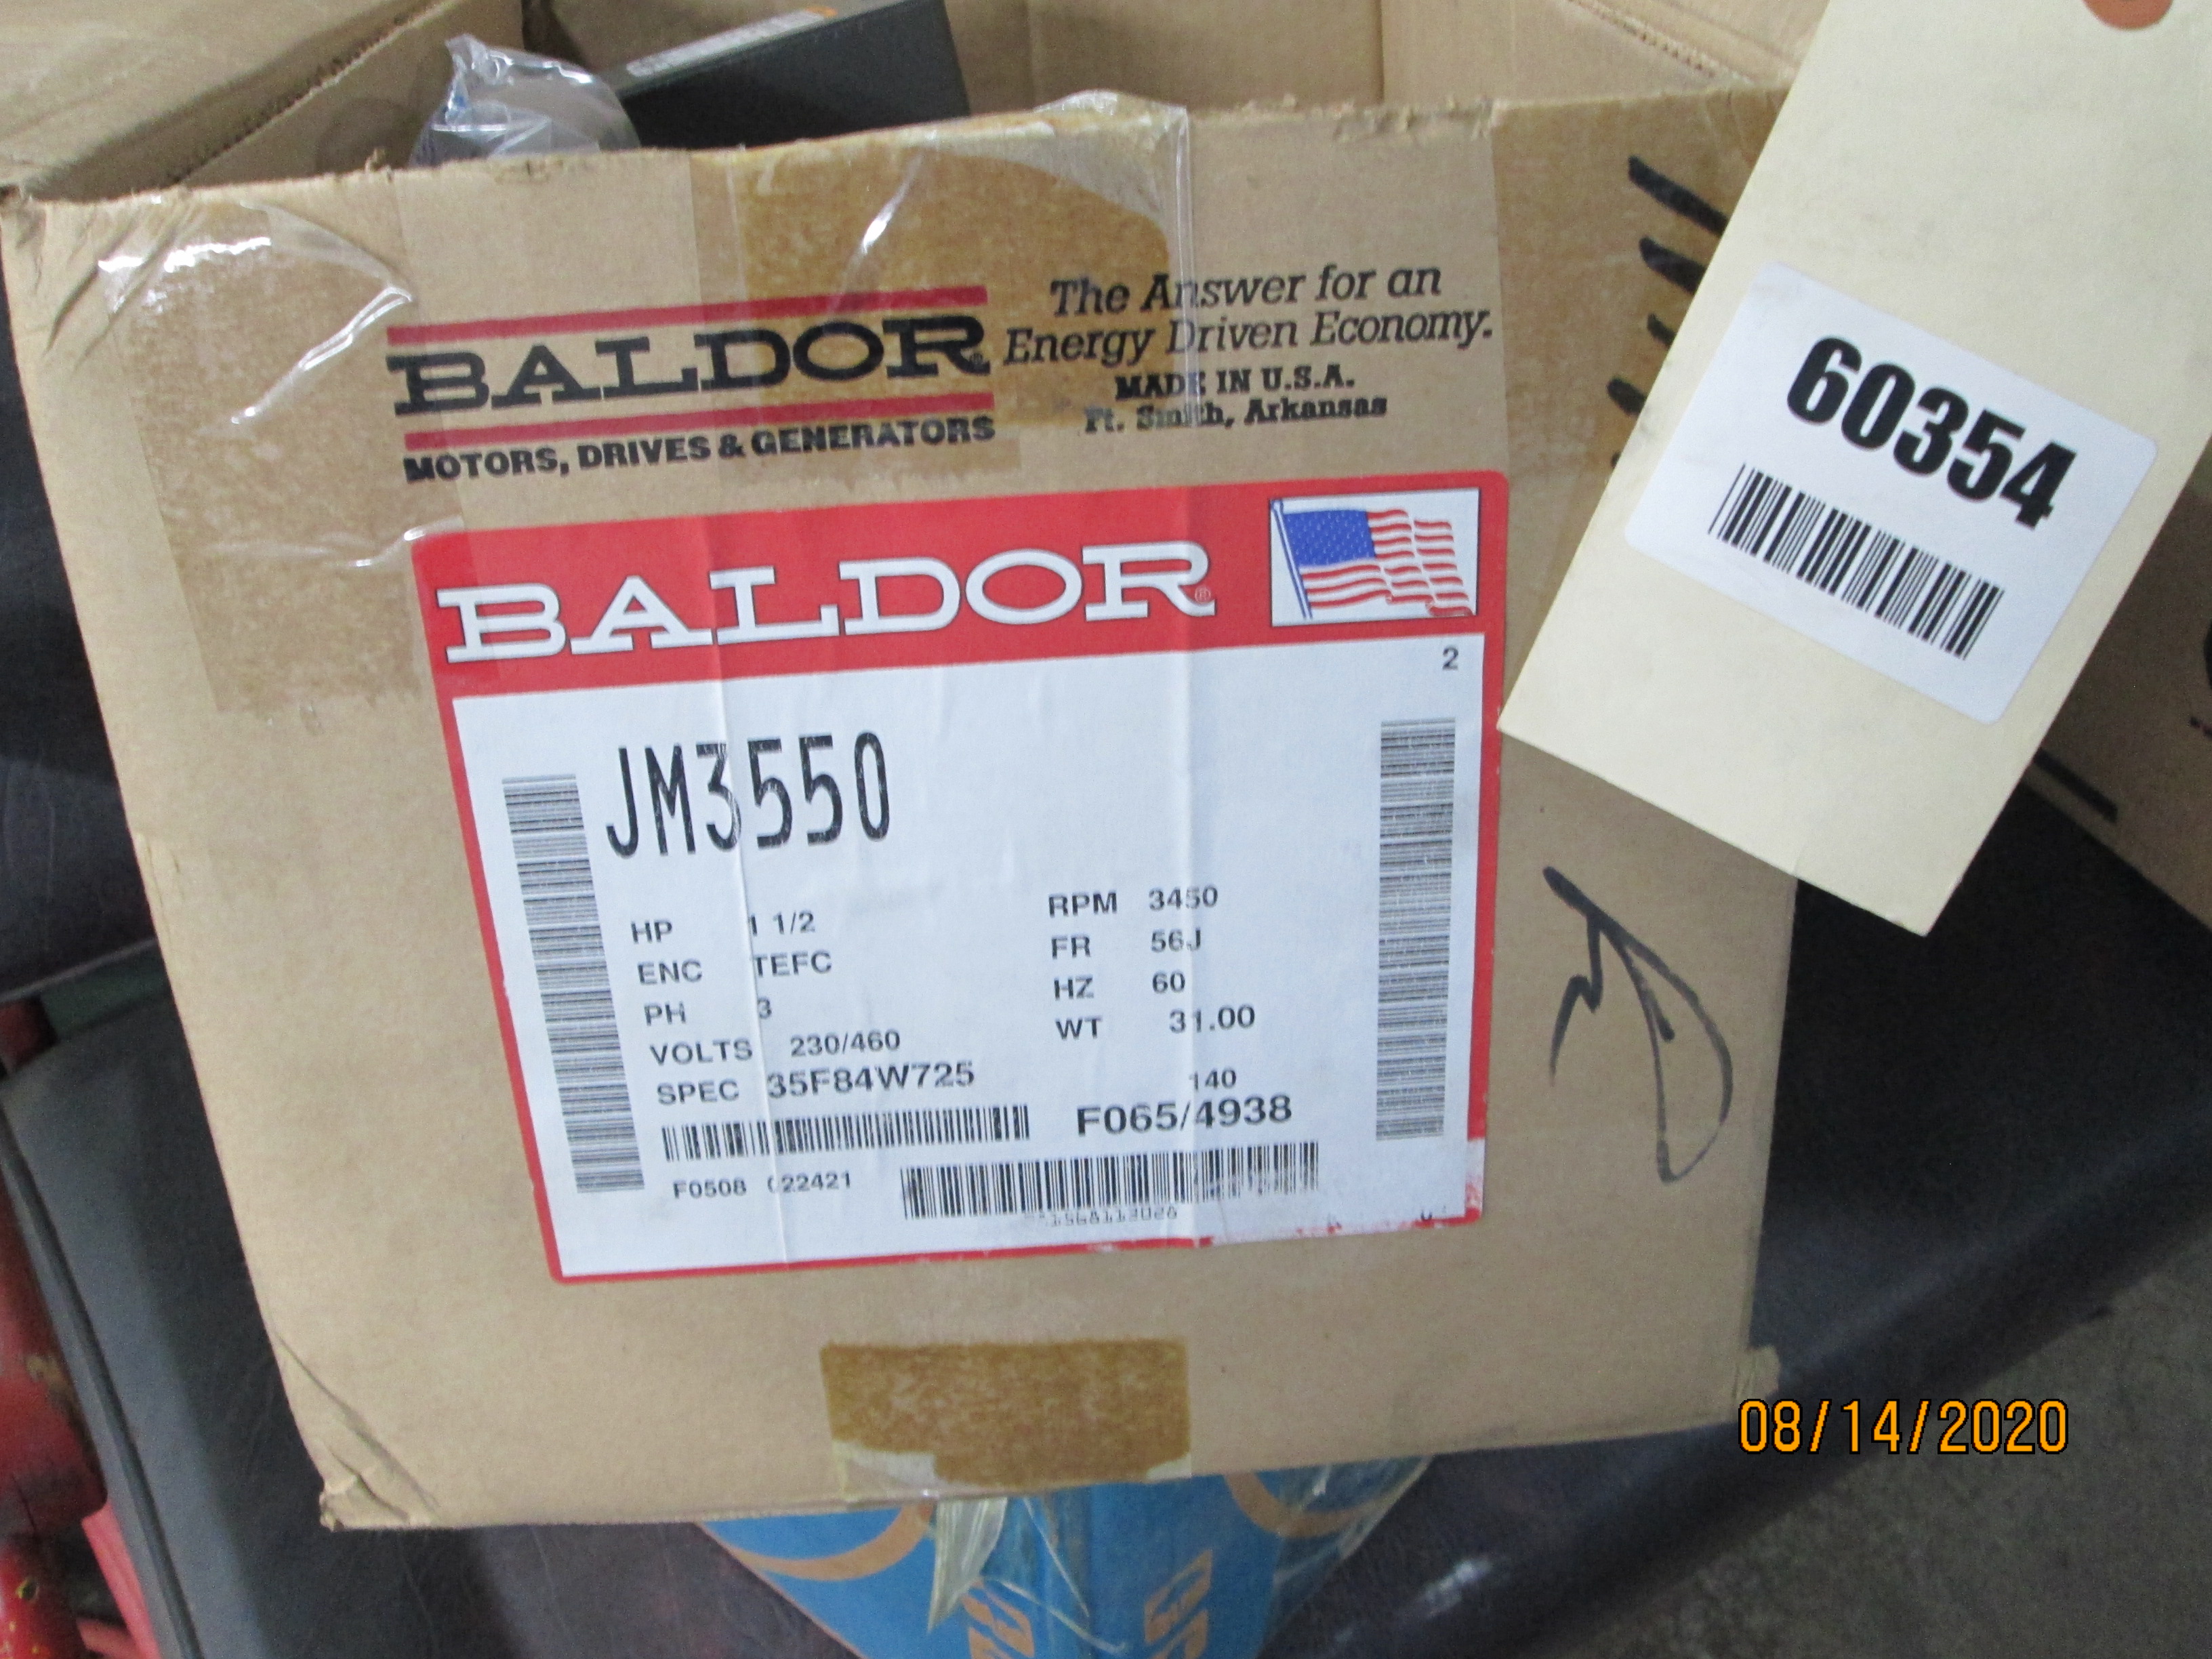 BALDOR®
MOTORS, DRIVES & GENERATORS
The Answer for an
Energy Driven Economy.
MADE IN U.S.A.
Ft. Smith, Arkansas
60354
BALDOR®
2
JM3550
HP 1 1/2
ENC TEFC
PH 3
VOLTS 230/460
SPEC 35F84W725
RPM 3450
FR 56J
HZ 60
WT 31.00
140
F065/4938
F0508 022421
08/14/2020